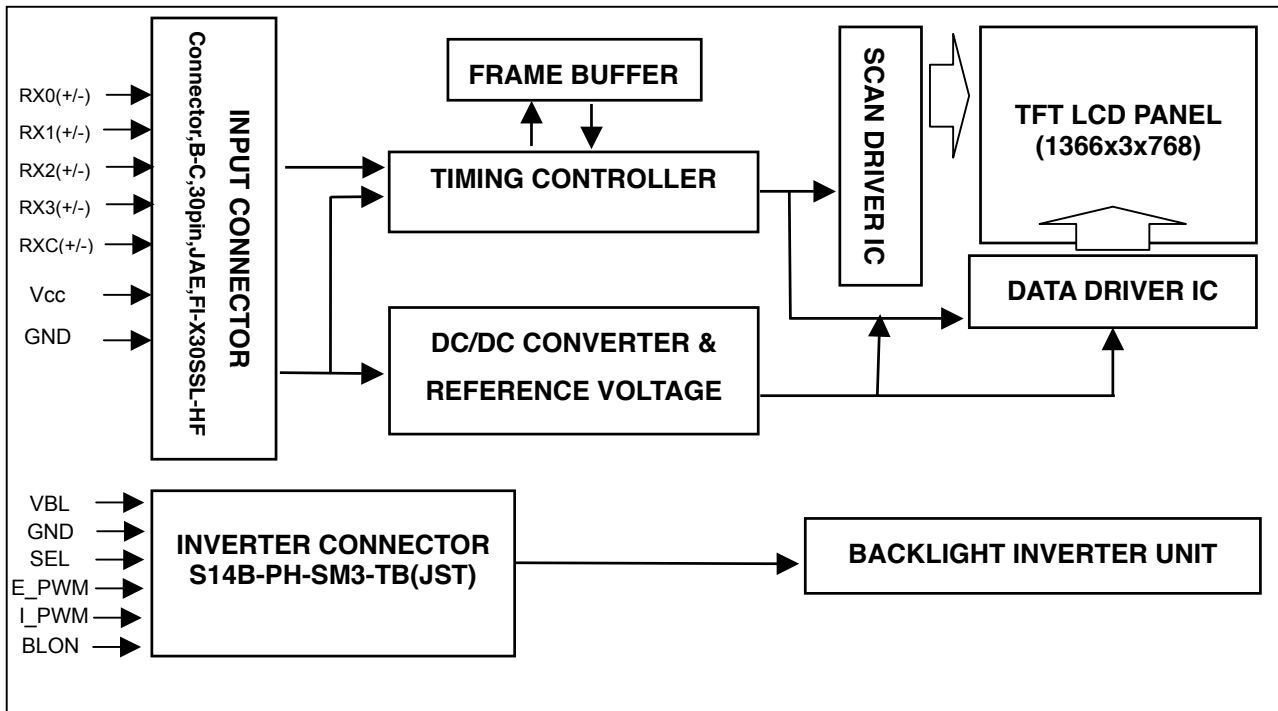 RX0(+/-)
RX1(+/-)
RX2(+/-)
RX3(+/-)
RXC(+/-)
Vcc
GND
INPUT CONNECTOR
Connector,B-C,30pin,JAE,FI-X30SSL-HF
FRAME BUFFER
TIMING CONTROLLER
DC/DC CONVERTER &
REFERENCE VOLTAGE
SCAN DRIVER IC
TFT LCD PANEL
(1366x3x768)
DATA DRIVER IC
VBL
GND
SEL
E_PWM
I_PWM
BLON
INVERTER CONNECTOR
S14B-PH-SM3-TB(JST)
BACKLIGHT INVERTER UNIT